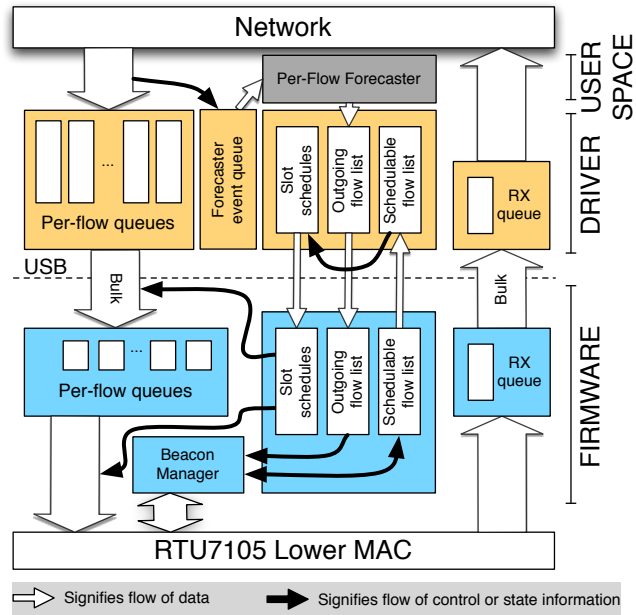 Network
Per-Flow Forecaster
USER
SPACE
...
Per-flow queues
Forecaster
event queue
Slot
schedules
Outgoing
flow list
Schedulable
flow list
RX
queue
DRIVER
USB
Bulk
Bulk
...
Per-flow queues
Slot
schedules
Outgoing
flow list
Schedulable
flow list
RX
queue
FIRMWARE
Beacon
Manager
RTU7105 Lower MAC
Signifies flow of data
Signifies flow of control or state information